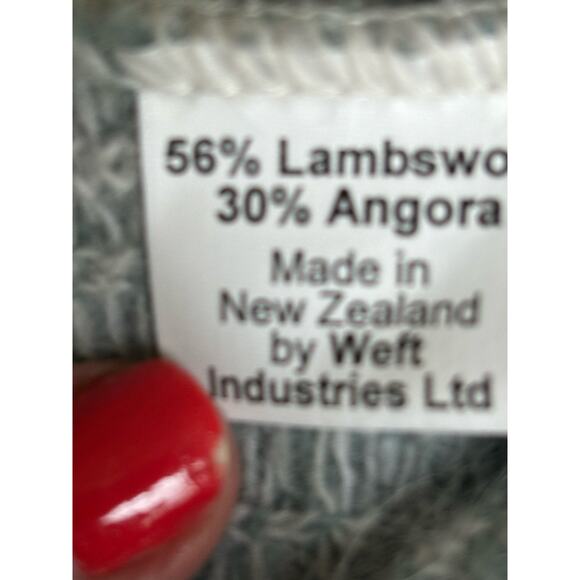 56% Lambswo
30% Angora
Made in
New Zealand
by Weft
Industries Ltd